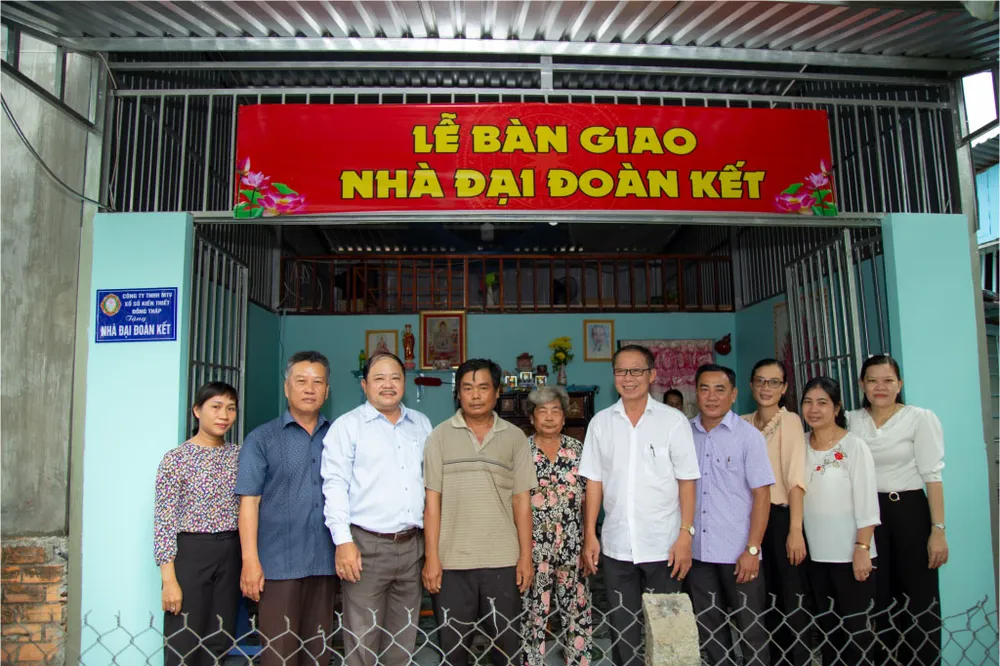 LỄ BÀN GIAO
NHÀ ĐẠI ĐOÀN KẾT
CÔNG TY TNHH MTV
XỔ SỐ KIẾN THIẾT
ĐỒNG THÁP
Tặng
NHÀ ĐẠI ĐOÀN KẾT